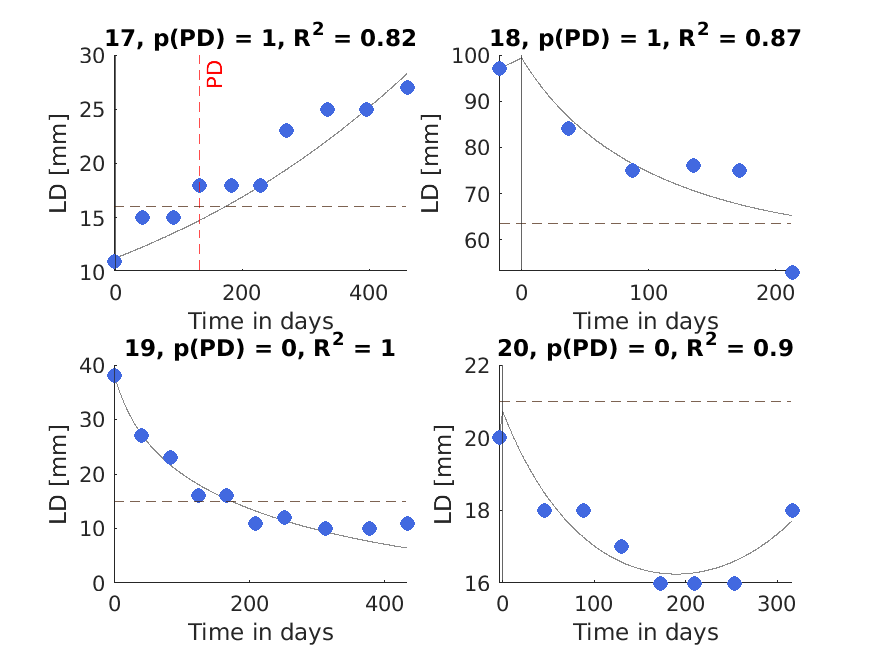 17, p(PD) = 1, R² = 0.82
30
25
20
15
10
LD [mm]
PD
0
200
400
Time in days
18, p(PD) = 1, R² = 0.87
100
90
80
70
60
LD [mm]
0
100
200
Time in days
19, p(PD) = 0, R² = 1
40
30
20
10
0
LD [mm]
0
200
400
Time in days
20, p(PD) = 0, R² = 0.9
22
20
18
16
LD [mm]
0
100
200
300
Time in days